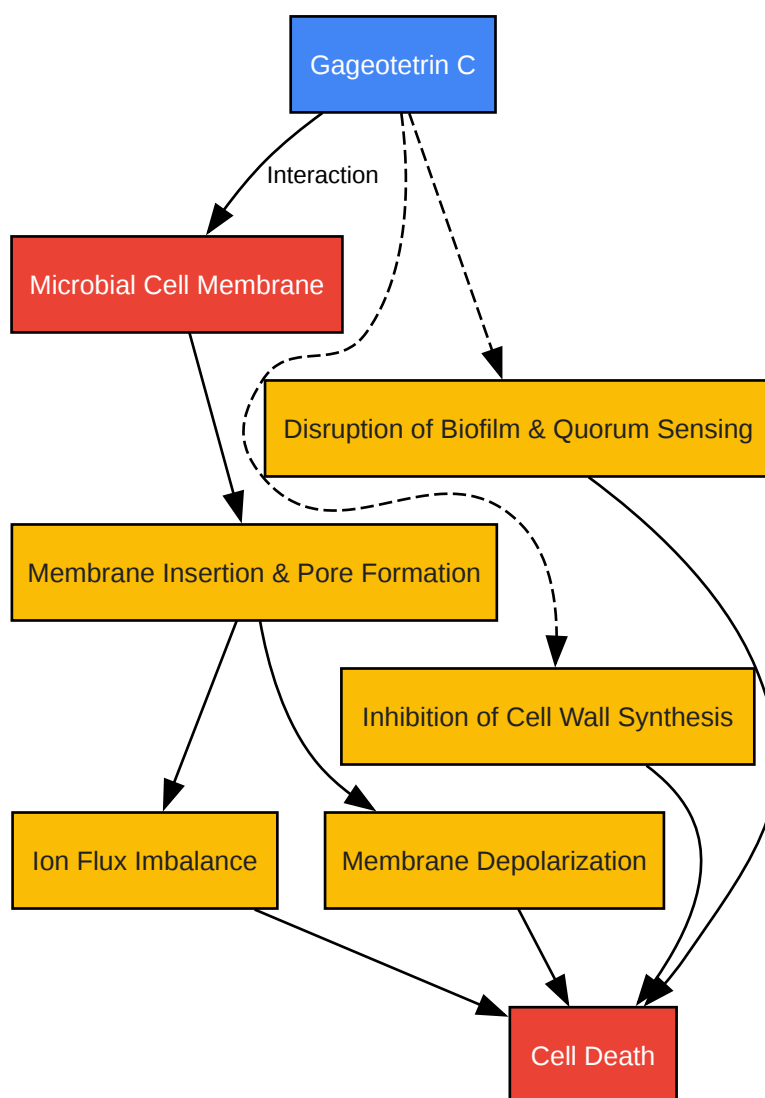 Gageotetrin C
Interaction
Microbial Cell Membrane
Disruption of Biofilm & Quorum Sensing
Membrane Insertion & Pore Formation
Inhibition of Cell Wall Synthesis
Ion Flux Imbalance
Membrane Depolarization
Cell Death